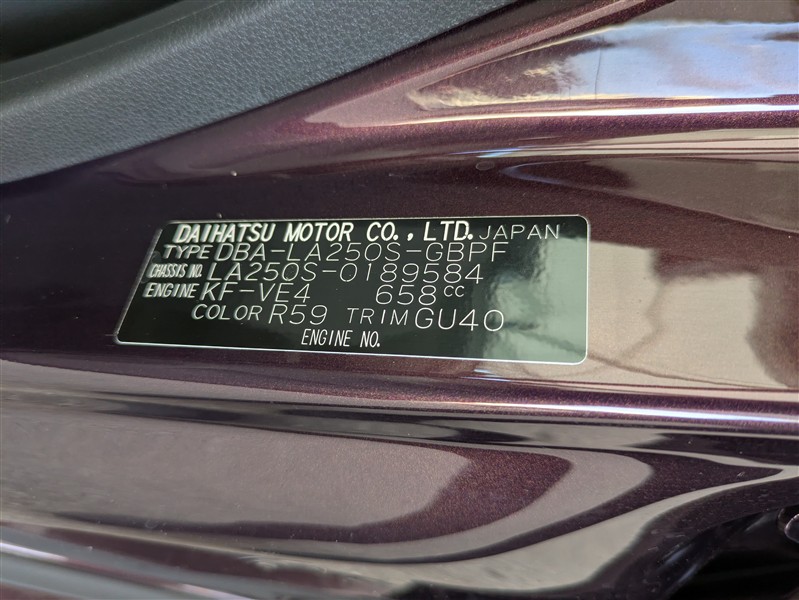 DAIHATSU MOTOR CO., LTD. JAPAN
TYPE DBA-LA250S-GBPF
CHASSIS NO. LA250S-0189584
ENGINE KF-VE4 658cc
COLOR R59 TRIM GU40
ENGINE NO.